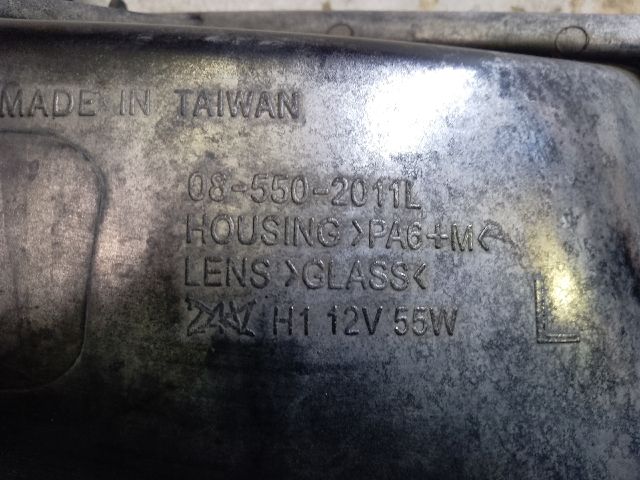 MADE IN TAIWAN
08-550-2011L
HOUSING >PA6+M<
LENS >GLASS<
H1 12V 55W
L